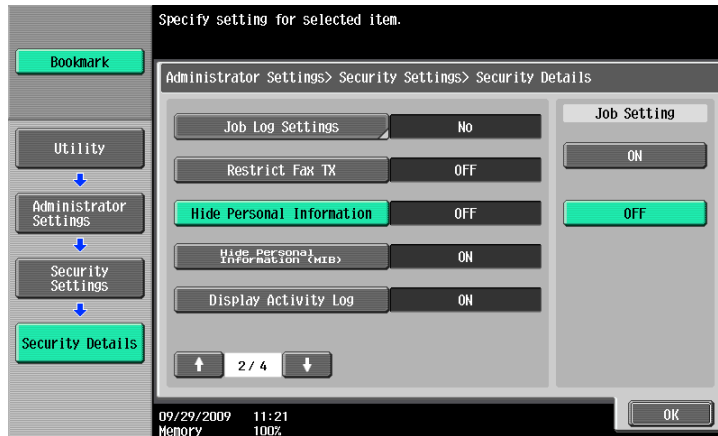 Specify setting for selected item.
Bookmark
Administrator Settings> Security Settings> Security Details
Utility
Administrator
Settings
Security
Settings
Security Details
Job Log Settings
No
Restrict Fax TX
OFF
Hide Personal Information
OFF
Hide Personal
Information (MIB)
ON
Display Activity Log
ON
2/ 4
Job Setting
ON
OFF
09/29/2009 11:21
Memory 100%
OK